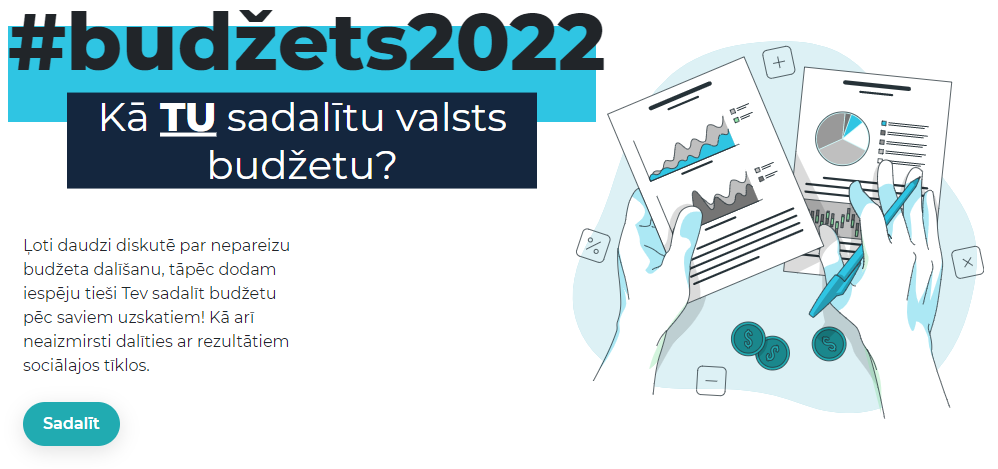 #budžets2022
Kā TU sadalītu valsts
budžetu?
Ļoti daudzi diskutē par nepareizu
budžeta dalīšanu, tāpēc dodam
iespēju tieši Tev sadalīt budžetu
pēc saviem uzskatiem! Kā arī
neaizmirsti dalīties ar rezultātiem
sociālajos tīklos.
Sadalīt